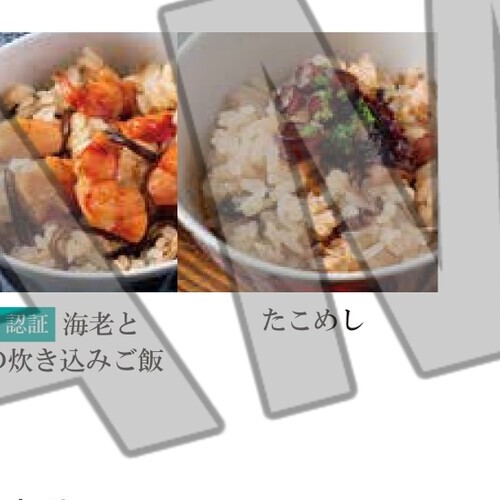 認証 海老と
の炊き込みご飯
たこめし